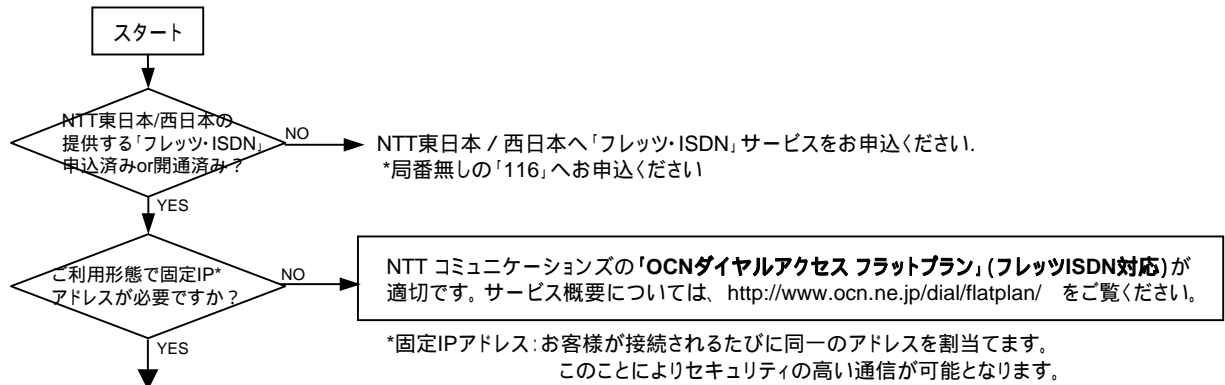 スタート
NTT東日本/西日本の
提供する「フレッツ・ISDN」
申込済みor開通済み？
NO
NTT東日本 / 西日本へ「フレッツ・ISDN」サービスをお申込ください.
*局番無しの「116」へお申込ください
YES
ご利用形態で固定IP*
アドレスが必要ですか？
NO
NTT コミュニケーションズの「OCNダイヤルアクセス フラットプラン」(フレッツISDN対応)が
適切です。サービス概要については、 http://www.ocn.ne.jp/dial/flatplan/ をご覧ください。
YES
*固定IPアドレス：お客様が接続されるたびに同一のアドレスを割当てます。
このことによりセキュリティの高い通信が可能となります。